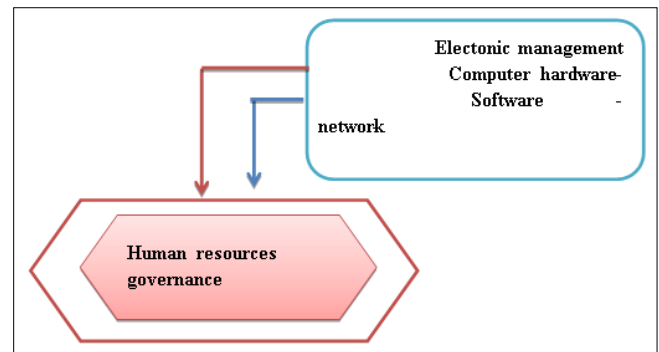 Electonic management
Computer hardware-
Software -
network
Human resources
governance